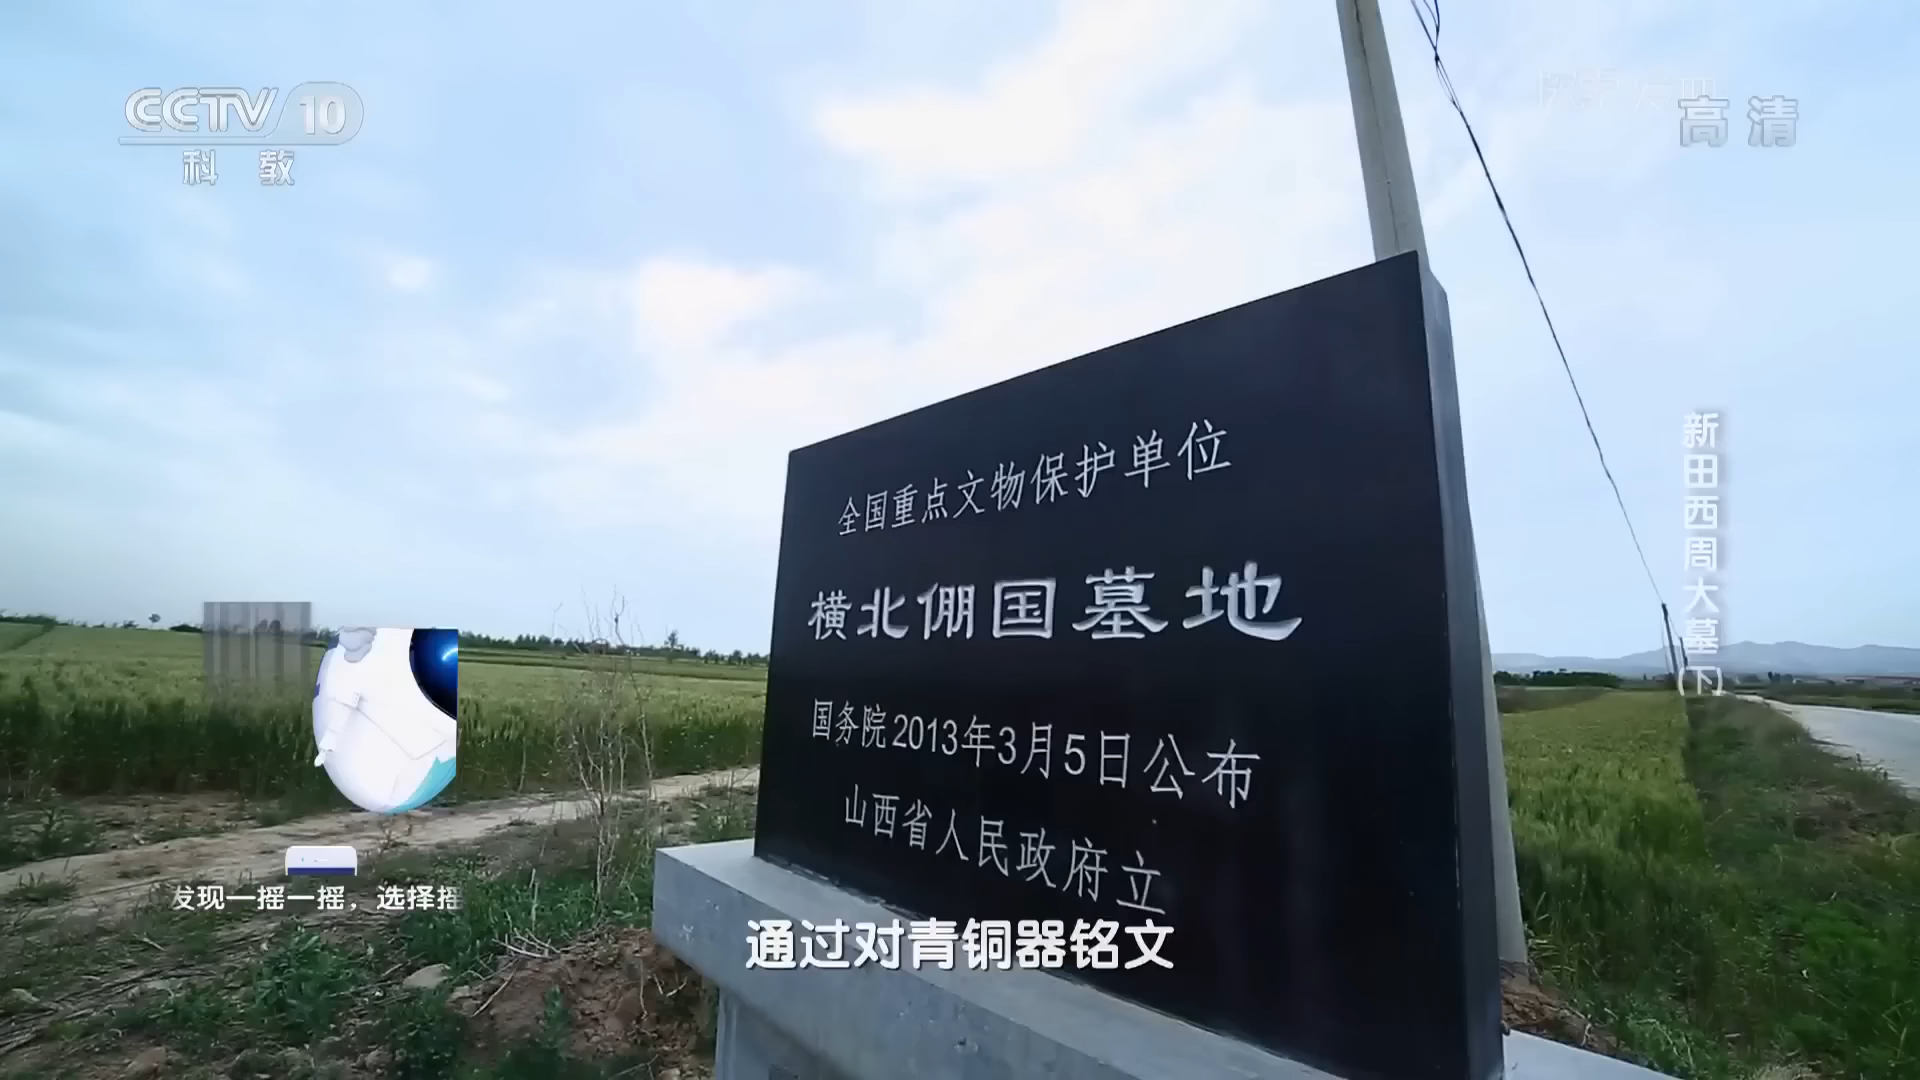 CCTV 10
科教
高清
全国重点文物保护单位
横北倗国墓地
国务院2013年3月5日公布
山西省人民政府立
新田西周大墓(下)
发现一摇一摇，选择摇
通过对青铜器铭文